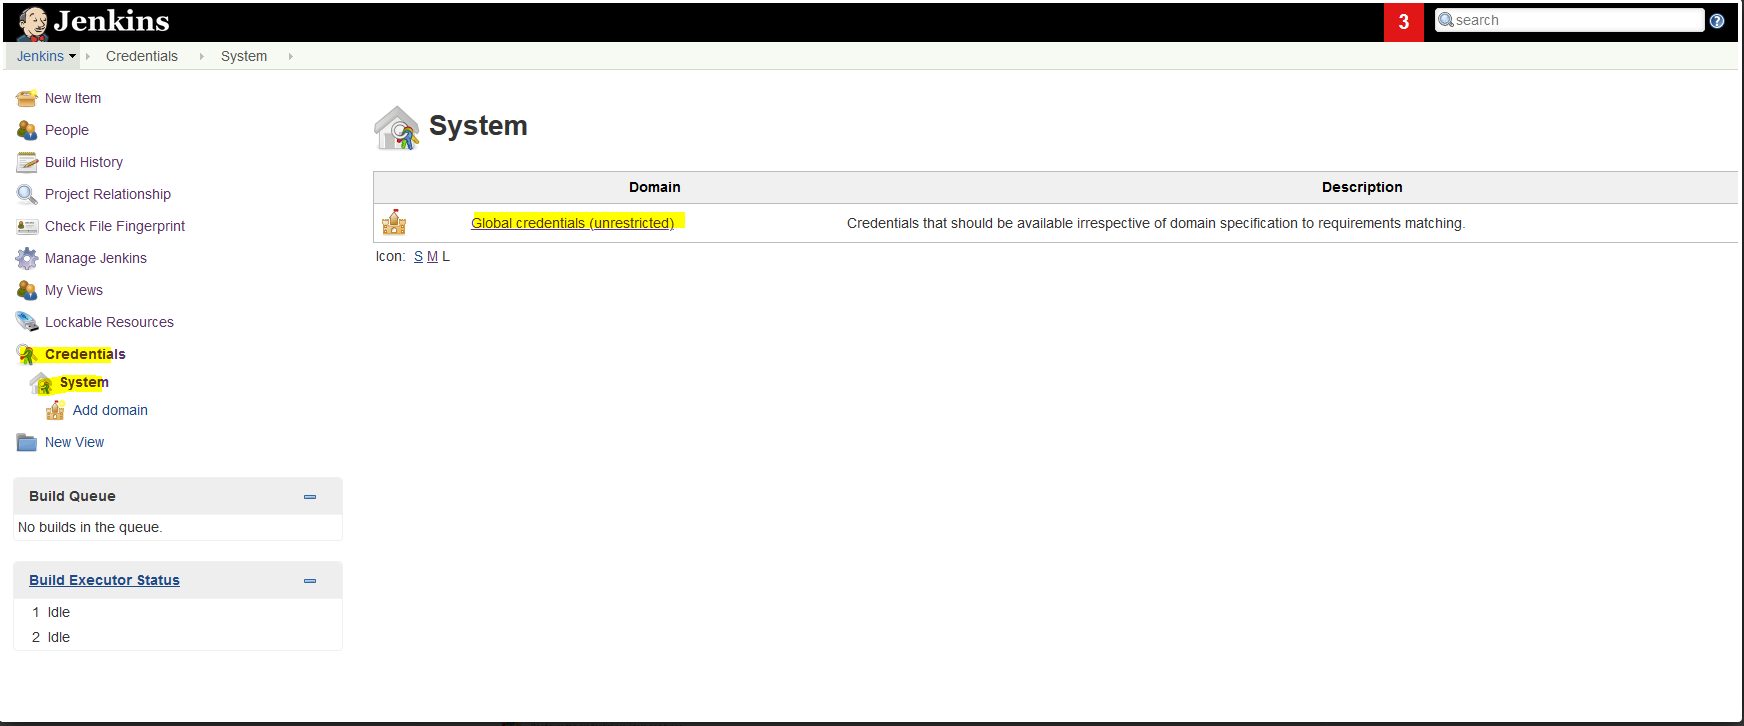 Jenkins
3
search
Jenkins
Credentials
System
New Item
People
Build History
Project Relationship
Check File Fingerprint
Manage Jenkins
My Views
Lockable Resources
Credentials
System
Add domain
New View
Build Queue
No builds in the queue.
Build Executor Status
1 Idle
2 Idle
System
Domain Description
Global credentials (unrestricted) Credentials that should be available irrespective of domain specification to requirements matching.
Icon: S M L